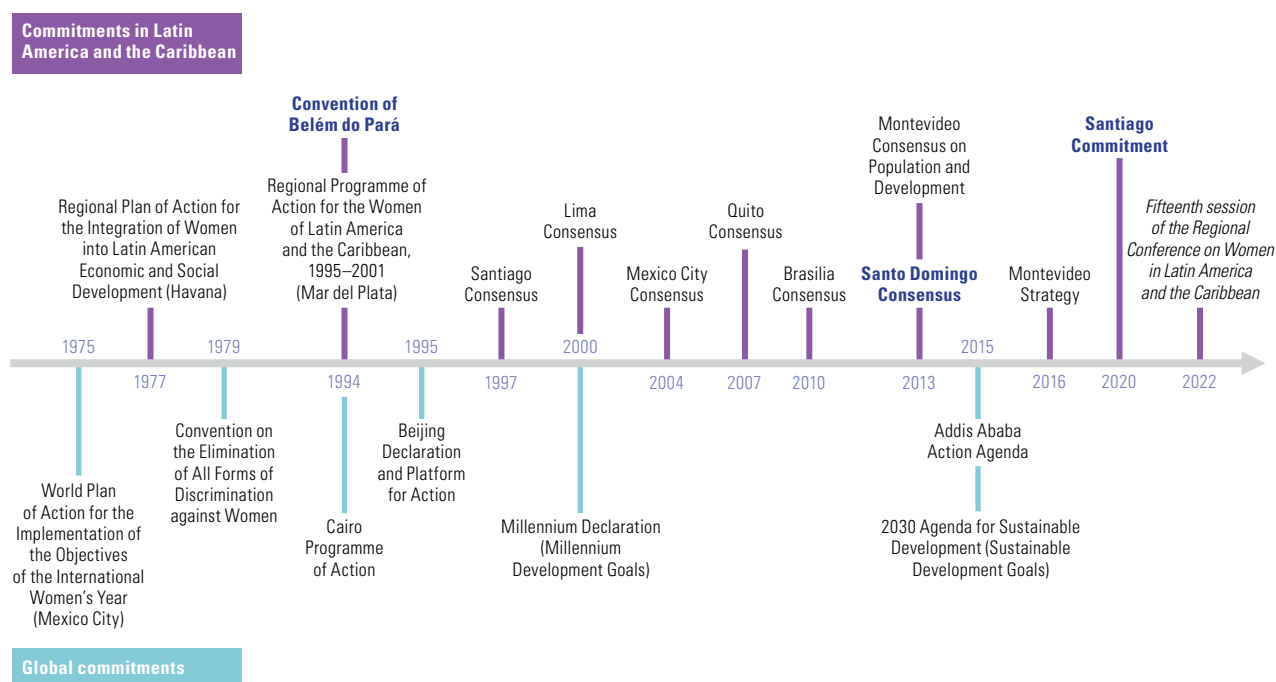 Commitments in Latin
America and the Caribbean
Convention of
Belém do Pará
Regional Plan of Action for
the Integration of Women
into Latin American
Economic and Social
Development (Havana)
Regional Programme of
Action for the Women
of Latin America
and the Caribbean,
1995–2001
(Mar del Plata)
Santiago
Consensus
Lima
Consensus
Mexico City
Consensus
Quito
Consensus
Brasilia
Consensus
Montevideo
Consensus on
Population and
Development
Santo Domingo
Consensus
Montevideo
Strategy
Santiago
Commitment
Fifteenth session
of the Regional
Conference on Women
in Latin America
and the Caribbean
1975
1979
1995
2000
2015
1977
1994
1997
2004
2007
2010
2013
2016
2020
2022
World Plan
of Action for the
Implementation of
the Objectives
of the International
Women's Year
(Mexico City)
Convention on
the Elimination
of All Forms of
Discrimination
against Women
Cairo
Programme
of Action
Beijing
Declaration
and Platform
for Action
Millennium Declaration
(Millennium
Development Goals)
Addis Ababa
Action Agenda
2030 Agenda for Sustainable
Development (Sustainable
Development Goals)
Global commitments